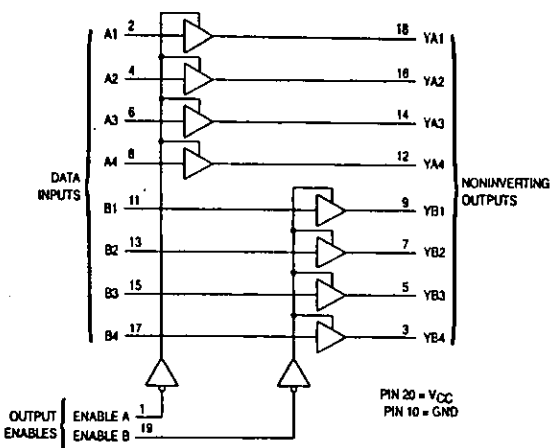 A1 2 18 YA1
A2 4 16 YA2
A3 6 14 YA3
A4 8 12 YA4
DATA
INPUTS
NONINVERTING
OUTPUTS
B1 11 9 YB1
B2 13 7 YB2
B3 15 5 YB3
B4 17 3 YB4
PIN 20 = VCC
PIN 10 = GND
OUTPUT
ENABLES
ENABLE A 1
ENABLE B 19